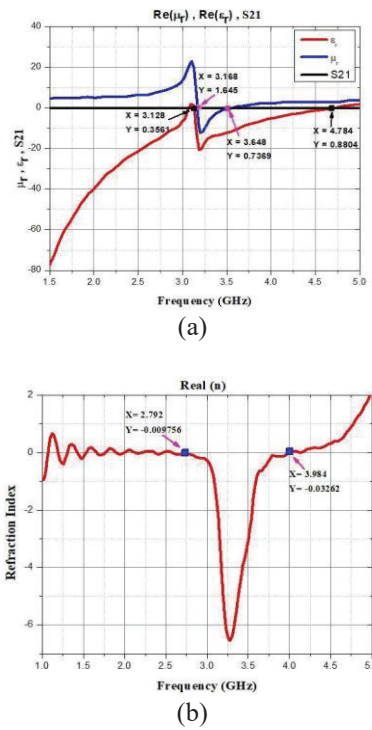 Re(μr) , Re(εr) , S21
εr
μr
S21
40
20
0
-20
-40
-60
-80
X = 3.168
Y = 1.645
X = 3.128
Y = 0.3561
X = 3.648
Y = 0.7369
X = 4.784
Y = 0.8804
μr , εr , S21
1.5 2.0 2.5 3.0 3.5 4.0 4.5 5.0
Frequency (GHz)
(a)
Real (n)
2
0
-2
-4
-6
X= 2.792
Y= -0.009756
X= 3.984
Y= -0.03262
Refraction Index
1.0 1.5 2.0 2.5 3.0 3.5 4.0 4.5 5.0
Frequency (GHz)
(b)